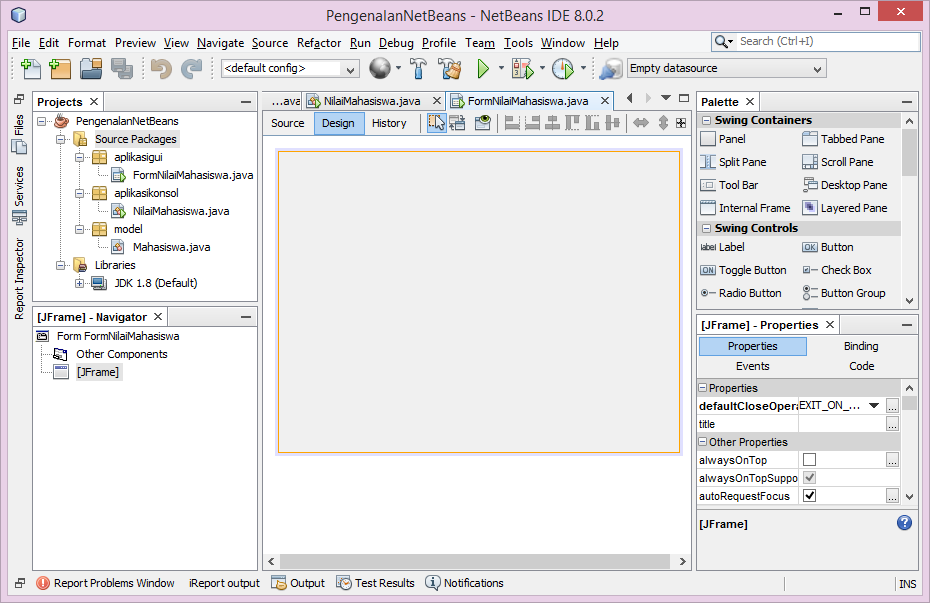 PengenalanNetBeans - NetBeans IDE 8.0.2
File Edit Format Preview View Navigate Source Refactor Run Debug Profile Team Tools Window Help
Search (Ctrl+I)
<default config>
Empty datasource
Files
Services
Report Inspector
Projects
PengenalanNetBeans
Source Packages
aplikasigui
FormNilaiMahasiswa.java
aplikasikonsol
NilaiMahasiswa.java
model
Mahasiswa.java
Libraries
JDK 1.8 (Default)
[JFrame] - Navigator
Form FormNilaiMahasiswa
Other Components
[JFrame]
...ava NilaiMahasiswa.java FormNilaiMahasiswa.java
Source Design History
Palette
Swing Containers
Panel Tabbed Pane
Split Pane Scroll Pane
Tool Bar Desktop Pane
Internal Frame Layered Pane
Swing Controls
label Label OK Button
ON Toggle Button Check Box
Radio Button Button Group
[JFrame] - Properties
Properties Binding
Events Code
Properties
defaultCloseOpera EXIT_ON_... ...
title ...
Other Properties
alwaysOnTop ...
alwaysOnTopSuppo
autoRequestFocus ...
[JFrame]
Report Problems Window iReport output Output Test Results Notifications
INS